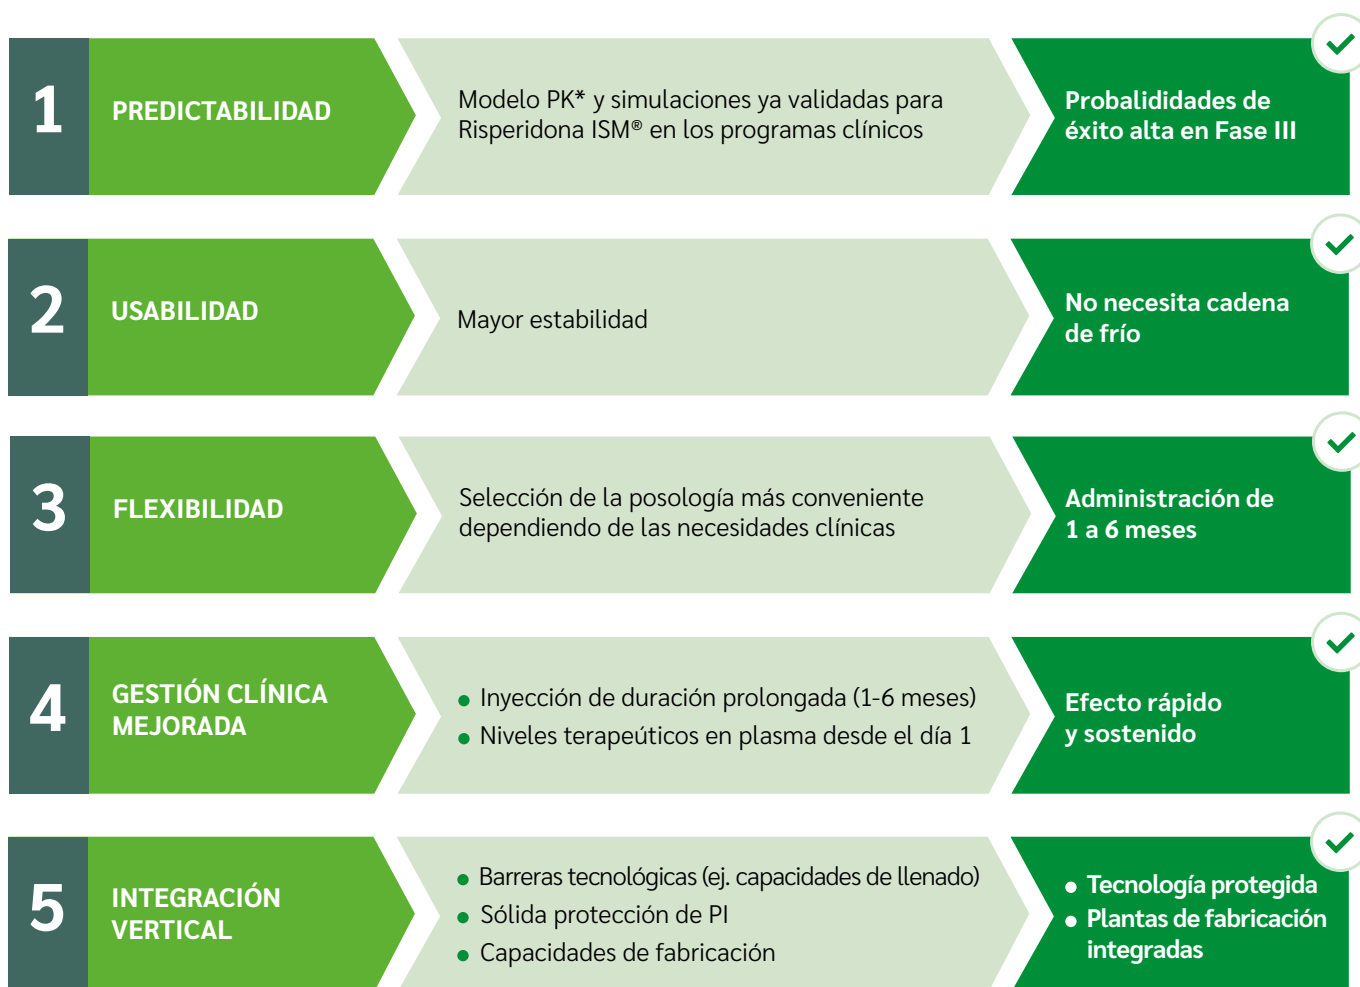 1
PREDICTABILIDAD
Modelo PK* y simulaciones ya validadas para
Risperidona ISM® en los programas clínicos
Probalididades de
éxito alta en Fase III
2
USABILIDAD
Mayor estabilidad
No necesita cadena
de frío
3
FLEXIBILIDAD
Selección de la posología más conveniente
dependiendo de las necesidades clínicas
Administración de
1 a 6 meses
4
GESTIÓN CLÍNICA
MEJORADA
• Inyección de duración prolongada (1-6 meses)
• Niveles terapeúticos en plasma desde el día 1
Efecto rápido
y sostenido
5
INTEGRACIÓN
VERTICAL
• Barreras tecnológicas (ej. capacidades de llenado)
• Sólida protección de PI
• Capacidades de fabricación
• Tecnología protegida
• Plantas de fabricación
integradas